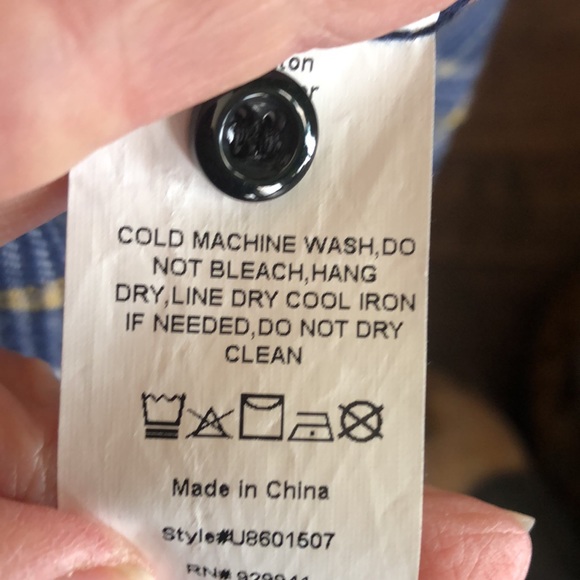 COLD MACHINE WASH,DO
NOT BLEACH,HANG
DRY,LINE DRY COOL IRON
IF NEEDED,DO NOT DRY
CLEAN
Made in China
Style#U8601507
RN#